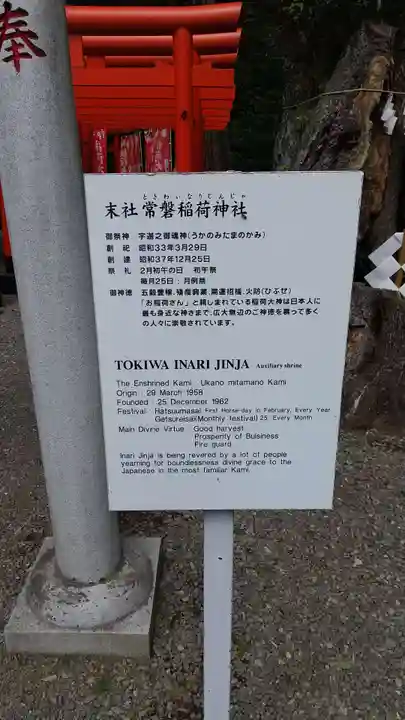 奉
ときわいなりじんじゃ
末社 常磐稲荷神社
御祭神 宇迦之御魂神(うかのみたまのかみ)
創 祀 昭和33年3月29日
創 建 昭和37年12月25日
祭 礼 2月初午の日 初午祭
毎月25日:月例祭
御神徳 五穀豊穣、殖産興業、開運招福、火防(ひぶせ)
「お稲荷さん」と親しまれている稲荷大神は日本人に
最も身近な神さまで、広大無辺のご神徳を慕って多く
の人々に崇敬されています。
TOKIWA INARI JINJA Auxiliary shrine
The Enshrined Kami Ukano mitamano Kami
Origin 29 March 1958
Founded 25 December 1962
Festival Hatsuumasai First Horse-day in February, Every Year
Getsureisai(Monthly festival) 25 Every Month
Main Divine Virtue Good harvest
Prosperity of Buisiness
Fire guard
Inari Jinja is being revered by a lot of people
yearning for boundlessness divine grace to the
Japanese in the most familiar Kami.